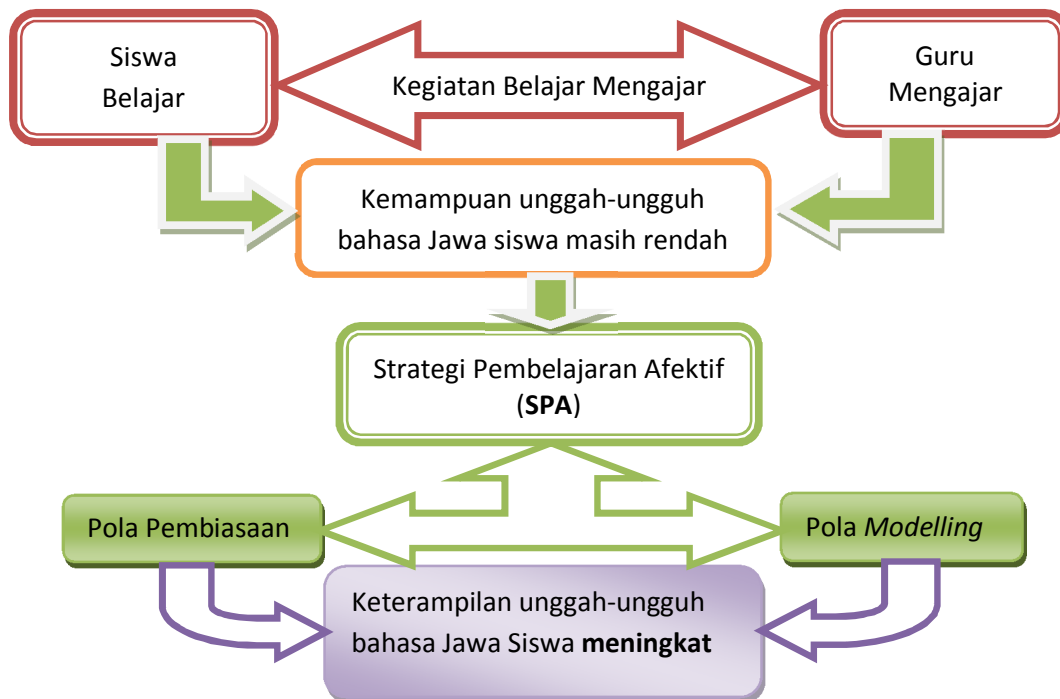 Siswa
Belajar
Kegiatan Belajar Mengajar
Guru
Mengajar
Kemampuan unggah-ungguh
bahasa Jawa siswa masih rendah
Strategi Pembelajaran Afektif
(SPA)
Pola Pembiasaan
Pola Modelling
Keterampilan unggah-ungguh
bahasa Jawa Siswa meningkat